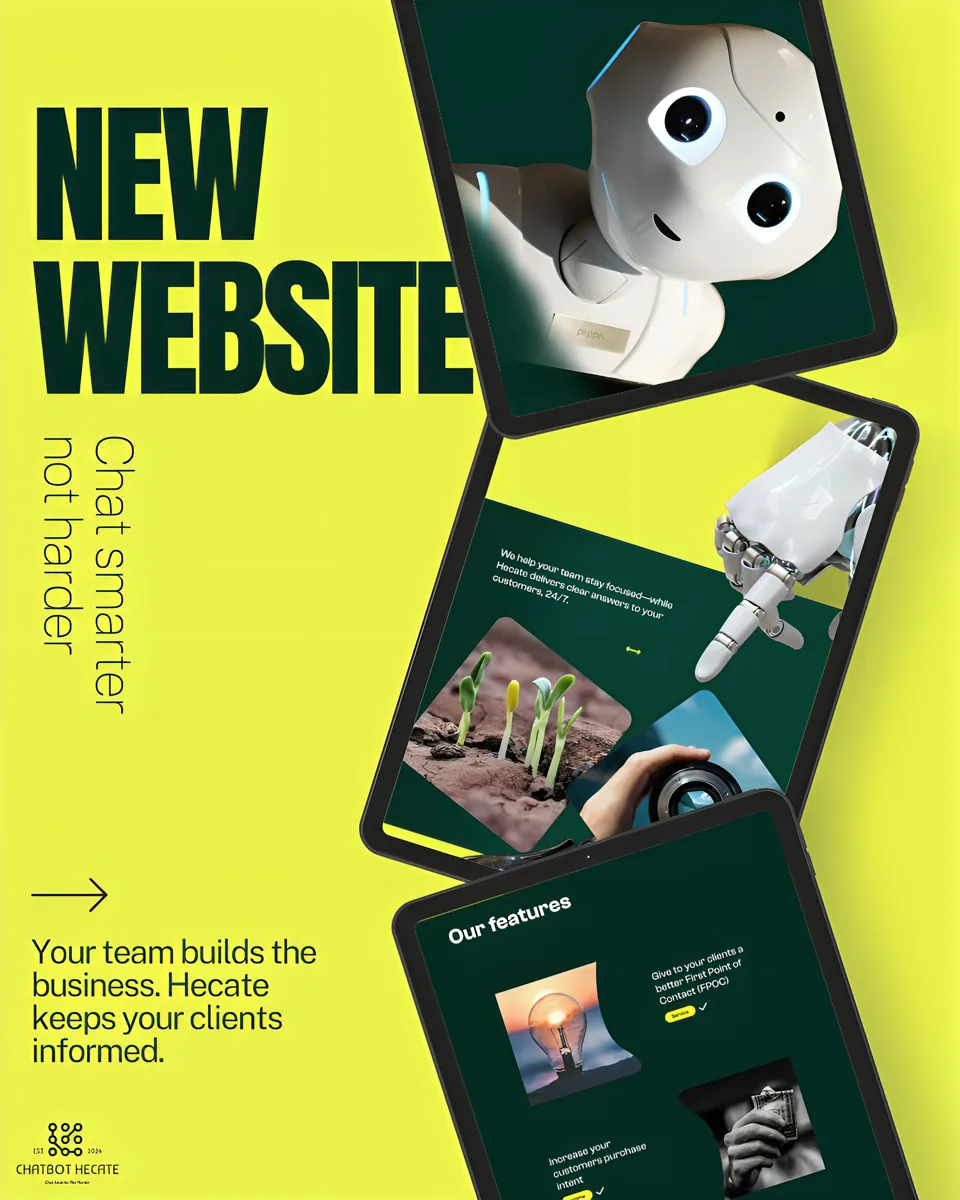 NEW
WEBSITE
Chat smarter
not harder
pepper
We help your team stay focused—while
Hecate delivers clear answers to your
customers, 24/7.
Our features
Give to your clients a
better First Point of
Contact (FPOC)
Service
Increase your
customers purchase
intent
Your team builds the
business. Hecate
keeps your clients
informed.
EST. 2024
CHATBOT HECATE